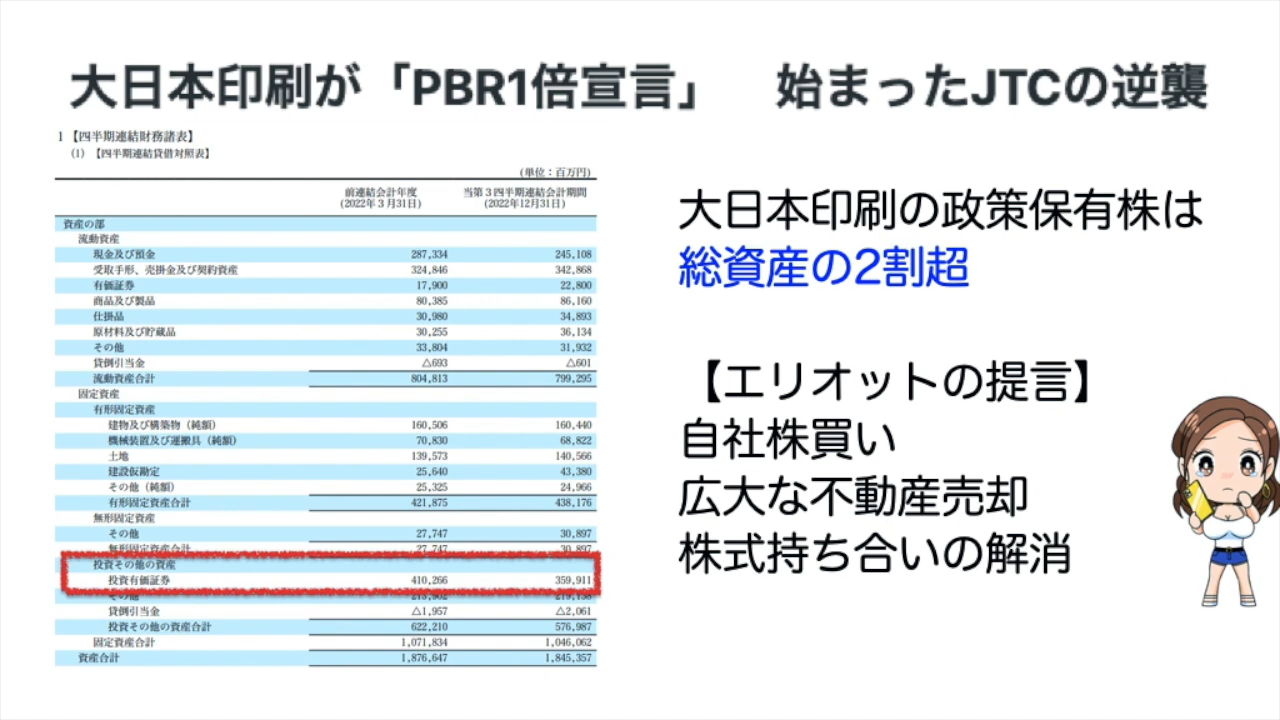 大日本印刷が「PBR1倍宣言」　始まったJTCの逆襲
1【四半期連結財務諸表】
(1)【四半期連結貸借対照表】
(単位：百万円)
前連結会計年度 当第３四半期連結会計期間
(2022年３月31日) (2022年12月31日)
資産の部
流動資産
現金及び預金 287,334 245,108
受取手形、売掛金及び契約資産 324,846 342,868
有価証券 17,900 22,800
商品及び製品 80,385 86,160
仕掛品 30,980 34,893
原材料及び貯蔵品 30,255 36,134
その他 33,804 31,932
貸倒引当金 △693 △601
流動資産合計 804,813 799,295
固定資産
有形固定資産
建物及び構築物（純額） 160,506 160,440
機械装置及び運搬具（純額） 70,830 68,822
土地 139,573 140,566
建設仮勘定 25,640 43,380
その他（純額） 25,325 24,966
有形固定資産合計 421,875 438,176
無形固定資産
その他 27,747 30,897
無形固定資産合計 27,747 30,897
投資その他の資産
投資有価証券 410,266 359,911
その他 213,902 219,138
貸倒引当金 △1,957 △2,061
投資その他の資産合計 622,210 576,987
固定資産合計 1,071,834 1,046,062
資産合計 1,876,647 1,845,357
大日本印刷の政策保有株は
総資産の2割超
【エリオットの提言】
自社株買い
広大な不動産売却
株式持ち合いの解消